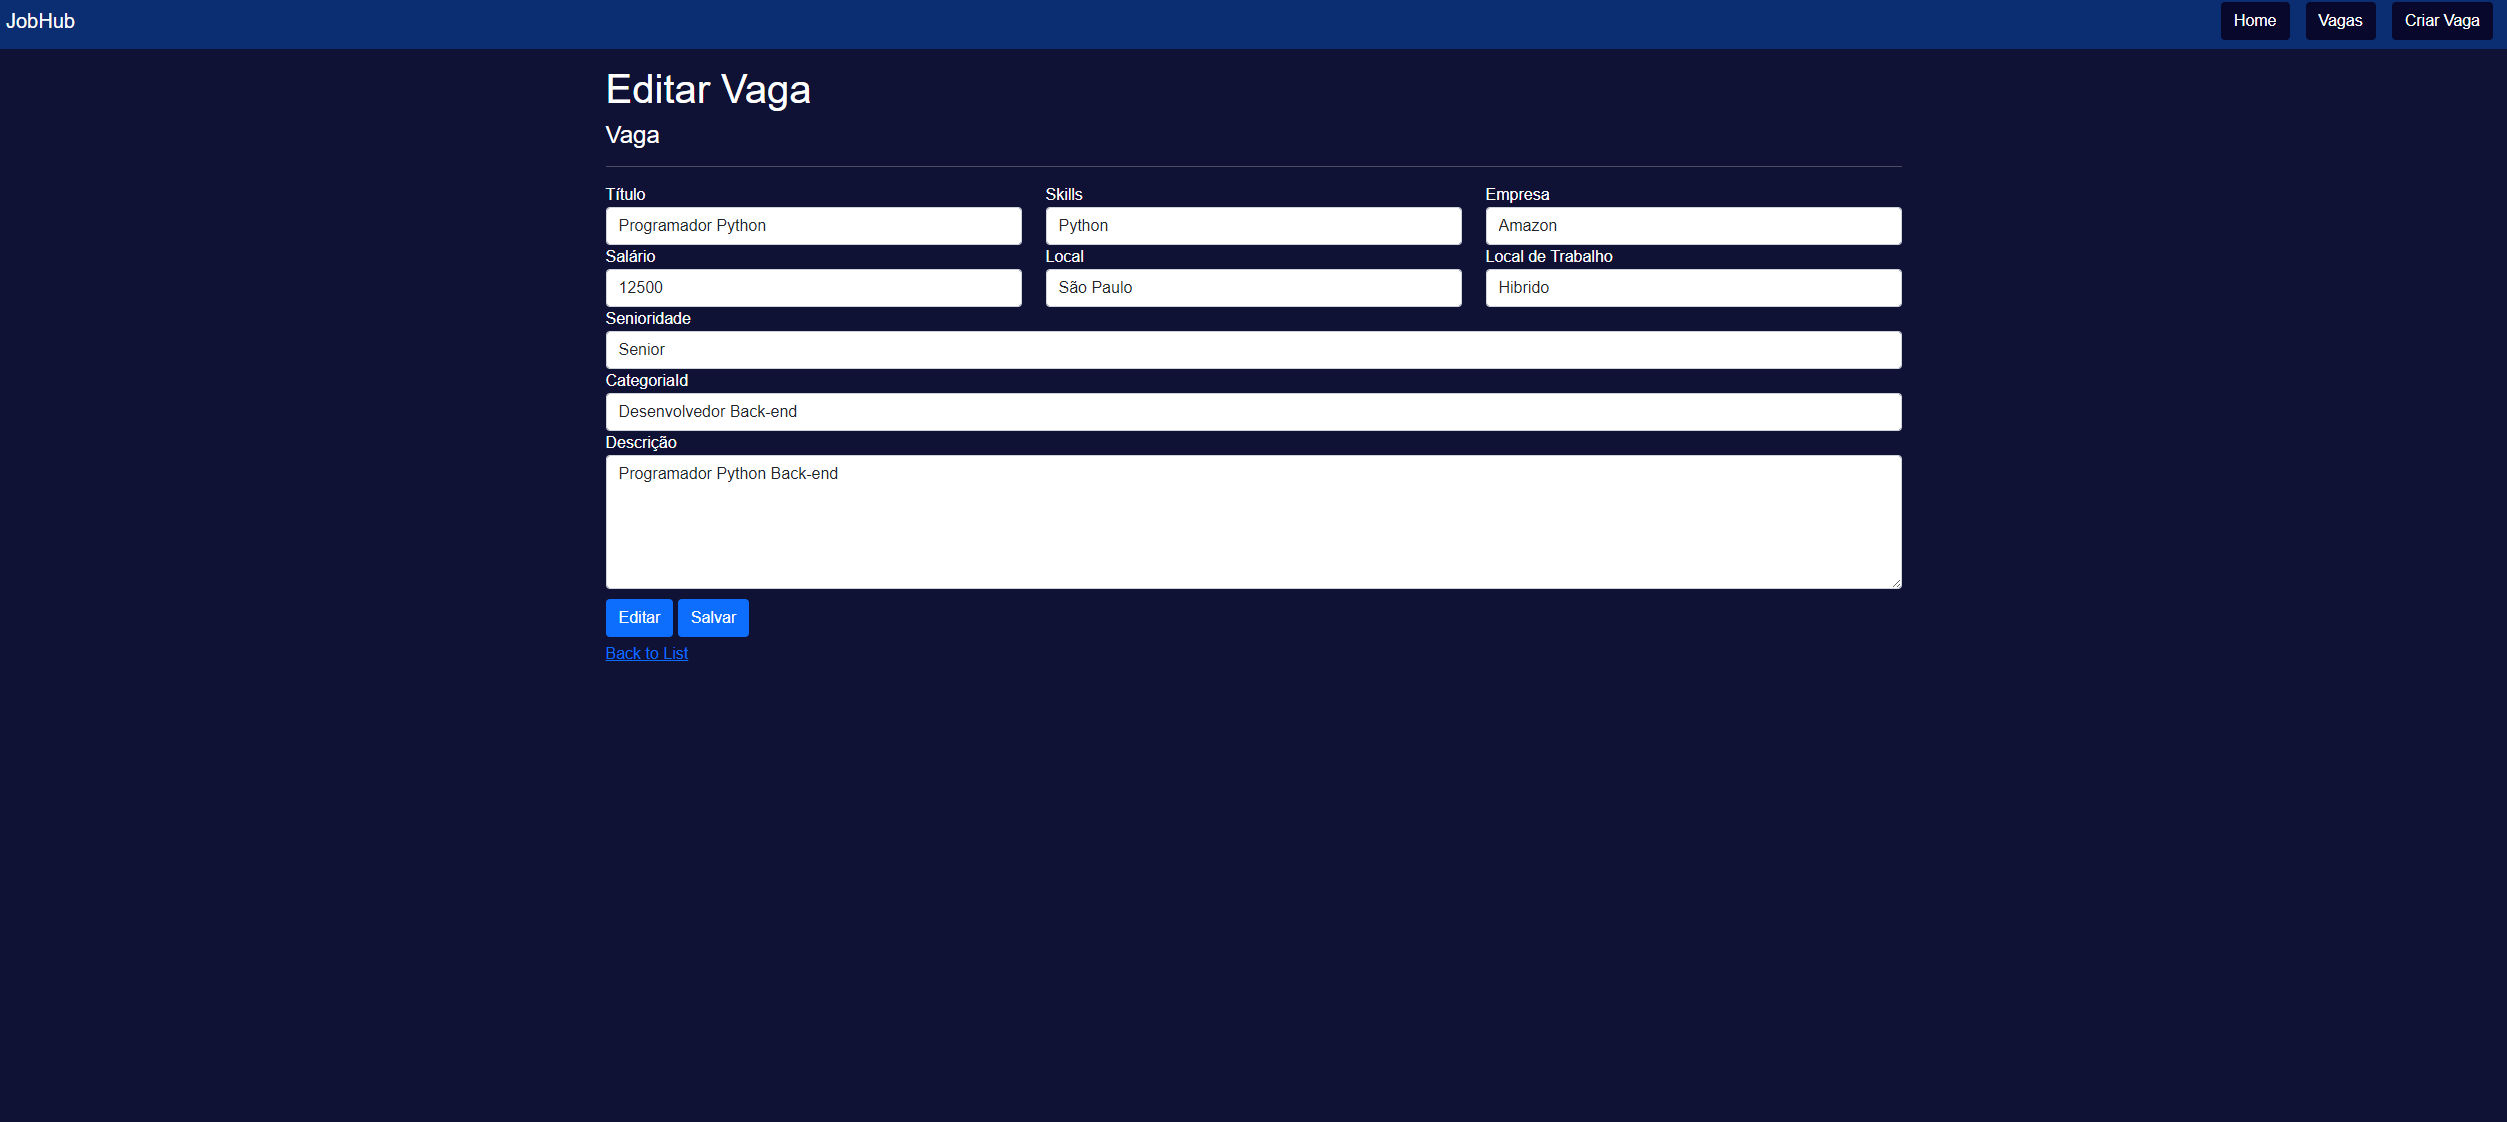 JobHub Home Vagas Criar Vaga
Editar Vaga
Vaga
Título Skills Empresa
Programador Python Python Amazon
Salário Local Local de Trabalho
12500 São Paulo Hibrido
Senioridade
Senior
CategoriaId
Desenvolvedor Back-end
Descrição
Programador Python Back-end
Editar Salvar
Back to List